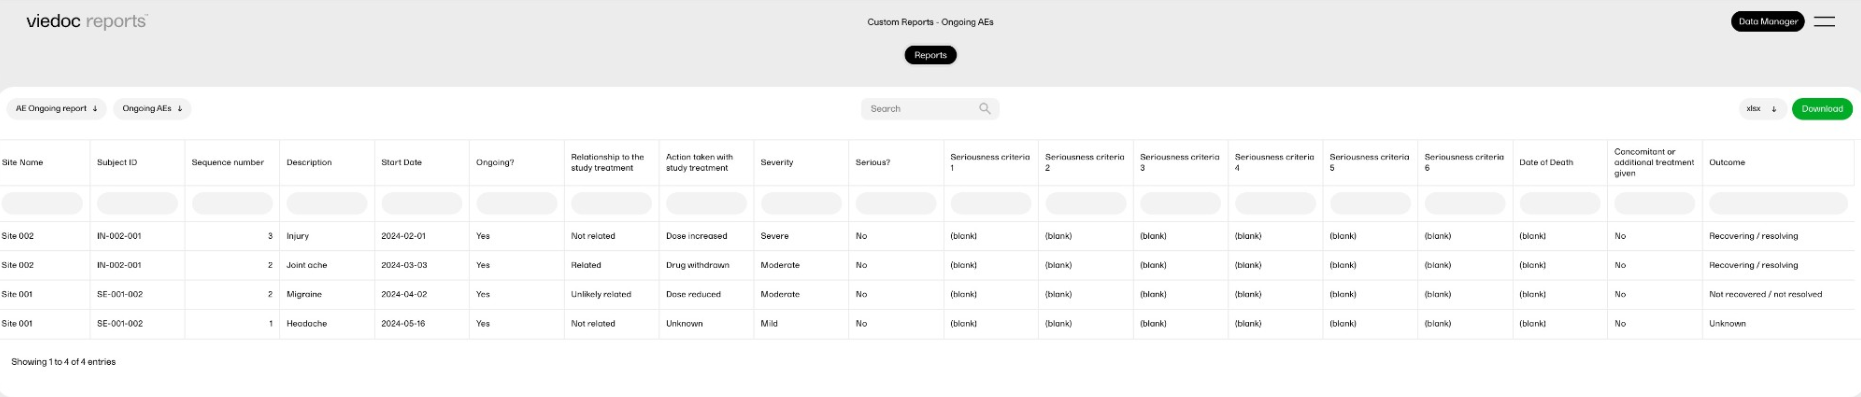 viedoc reports™
Custom Reports - Ongoing AEs
Data Manager
Reports
AE Ongoing report ↓ Ongoing AEs ↓ Search xlsx ↓ Download
Site Name Subject ID Sequence number Description Start Date Ongoing? Relationship to the study treatment Action taken with study treatment Severity Serious? Seriousness criteria 1 Seriousness criteria 2 Seriousness criteria 3 Seriousness criteria 4 Seriousness criteria 5 Seriousness criteria 6 Date of Death Concomitant or additional treatment given Outcome
Site 002 IN-002-001 3 Injury 2024-02-01 Yes Not related Dose increased Severe No (blank) (blank) (blank) (blank) (blank) (blank) (blank) No Recovering / resolving
Site 002 IN-002-001 2 Joint ache 2024-03-03 Yes Related Drug withdrawn Moderate No (blank) (blank) (blank) (blank) (blank) (blank) (blank) No Recovering / resolving
Site 001 SE-001-002 2 Migraine 2024-04-02 Yes Unlikely related Dose reduced Moderate No (blank) (blank) (blank) (blank) (blank) (blank) (blank) No Not recovered / not resolved
Site 001 SE-001-002 1 Headache 2024-05-16 Yes Not related Unknown Mild No (blank) (blank) (blank) (blank) (blank) (blank) (blank) No Unknown
Showing 1 to 4 of 4 entries